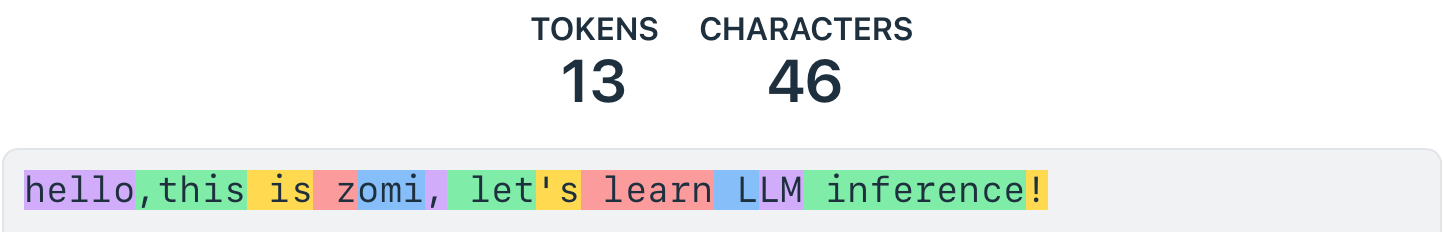 TOKENS CHARACTERS
13 46
hello,this is zomi, let's learn LLM inference!